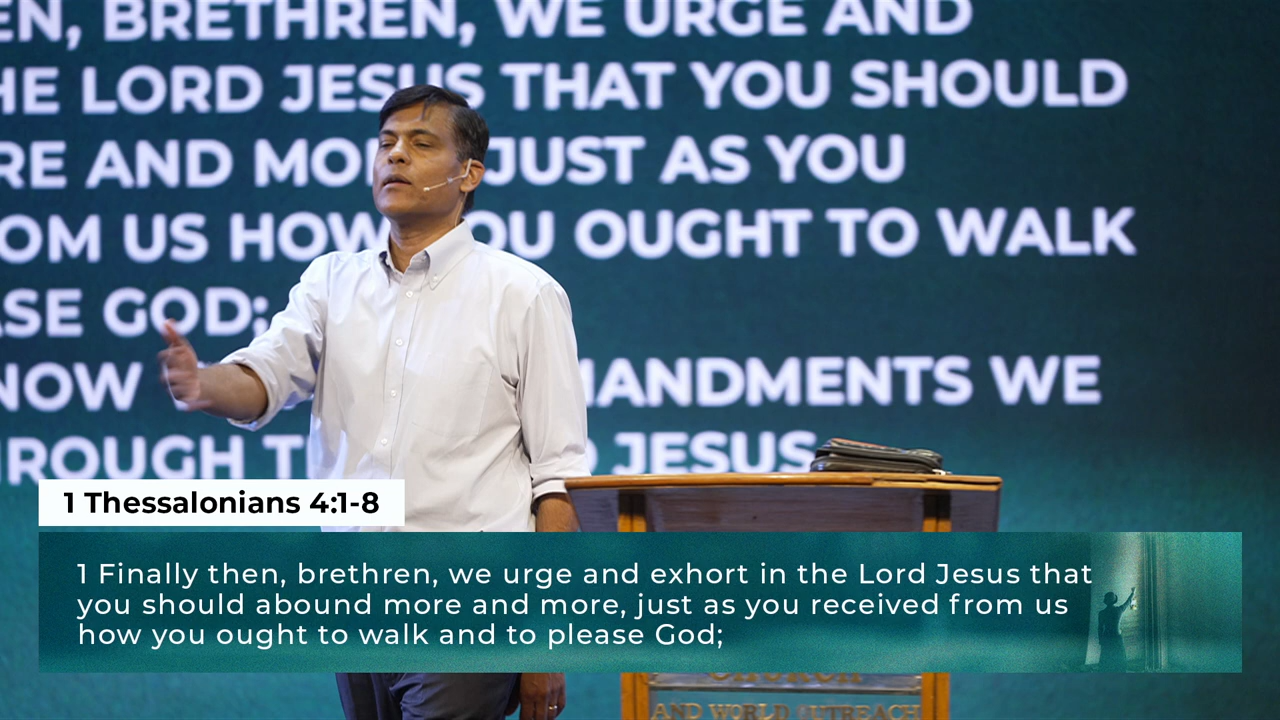 EN, BRETHREN, WE URGE AND
HE LORD JESUS THAT YOU SHOULD
RE AND MO JUST AS YOU
OM US HOW YOU OUGHT TO WALK
SE GOD;
NOW MANDMENTS WE
ROUGH T JESUS
1 Thessalonians 4:1-8
1 Finally then, brethren, we urge and exhort in the Lord Jesus that
you should abound more and more, just as you received from us
how you ought to walk and to please God;
Church
AND WORLD OUTREACH